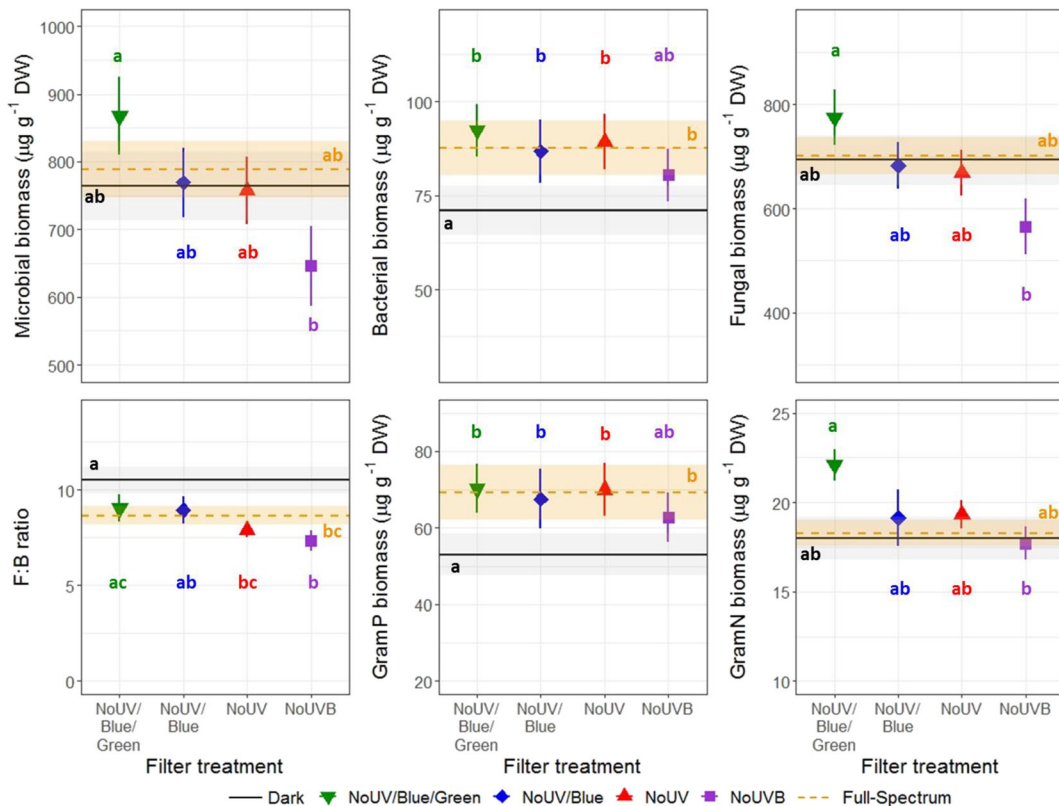 Microbial biomass (µg g⁻¹ DW)
1000
900
800
700
600
500
a
ab
ab
ab
ab
b
Bacterial biomass (µg g⁻¹ DW)
100
75
50
b
b
b
ab
b
a
Fungal biomass (µg g⁻¹ DW)
800
600
400
a
ab
ab
ab
ab
b
F:B ratio
10
5
0
a
bc
ac
ab
bc
b
NoUV/
Blue/
Green
NoUV/
Blue
NoUV
NoUVB
Filter treatment
GramP biomass (µg g⁻¹ DW)
80
60
40
20
b
b
b
ab
b
a
NoUV/
Blue/
Green
NoUV/
Blue
NoUV
NoUVB
Filter treatment
GramN biomass (µg g⁻¹ DW)
25
20
15
10
a
ab
ab
ab
ab
b
NoUV/
Blue/
Green
NoUV/
Blue
NoUV
NoUVB
Filter treatment
Dark NoUV/Blue/Green NoUV/Blue NoUV NoUVB Full-Spectrum